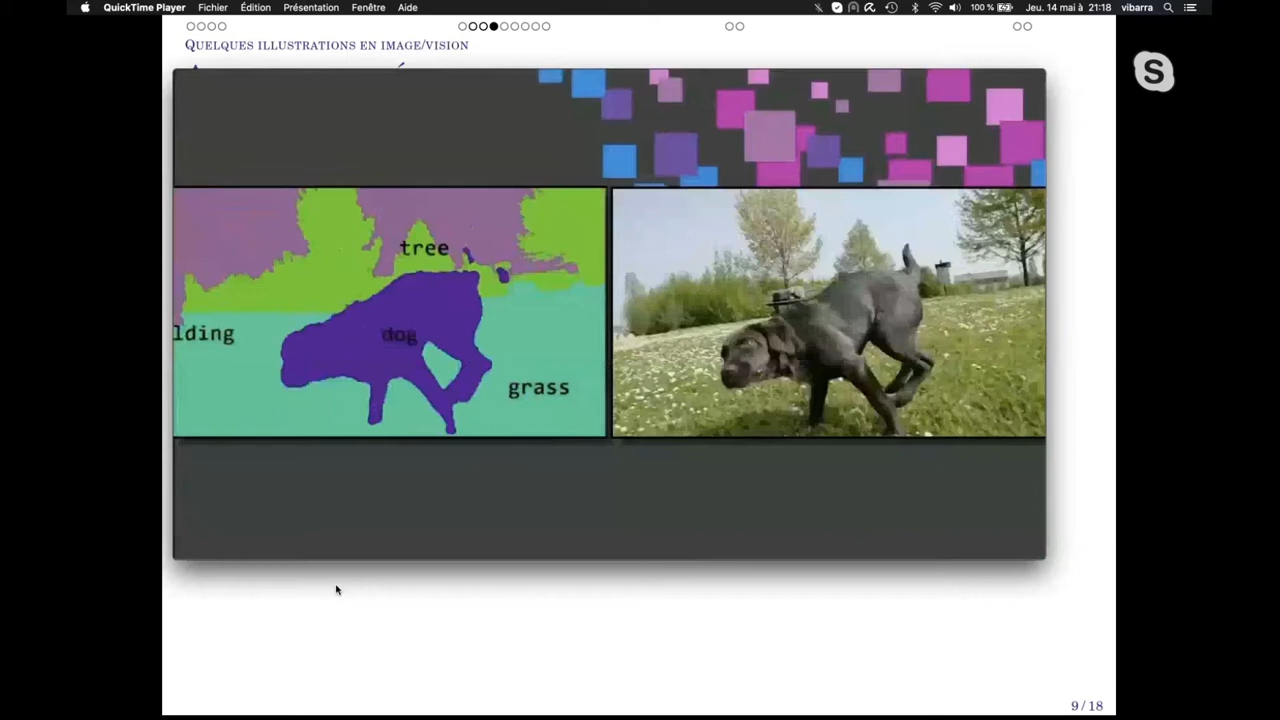 QuickTime Player Fichier Édition Présentation Fenêtre Aide 100 % Jeu. 14 mai à 21:18 vibarra
QUELQUES ILLUSTRATIONS EN IMAGE/VISION
S
tree
lding
dog
grass
9 / 18